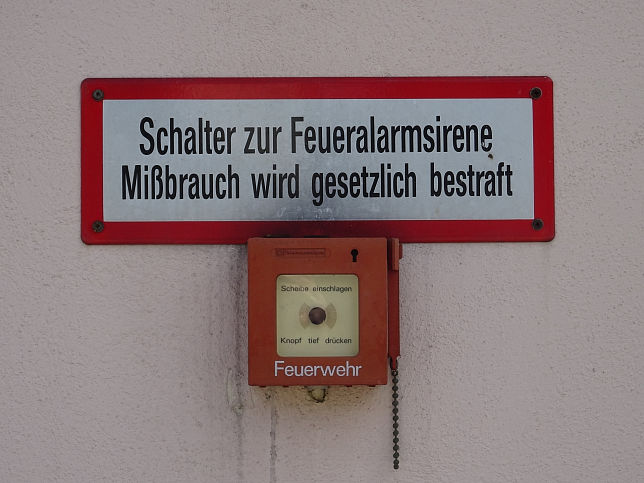 Schalter zur Feueralarmsirene
Mißbrauch wird gesetzlich bestraft
Scheibe einschlagen
Knopf tief drücken
Feuerwehr